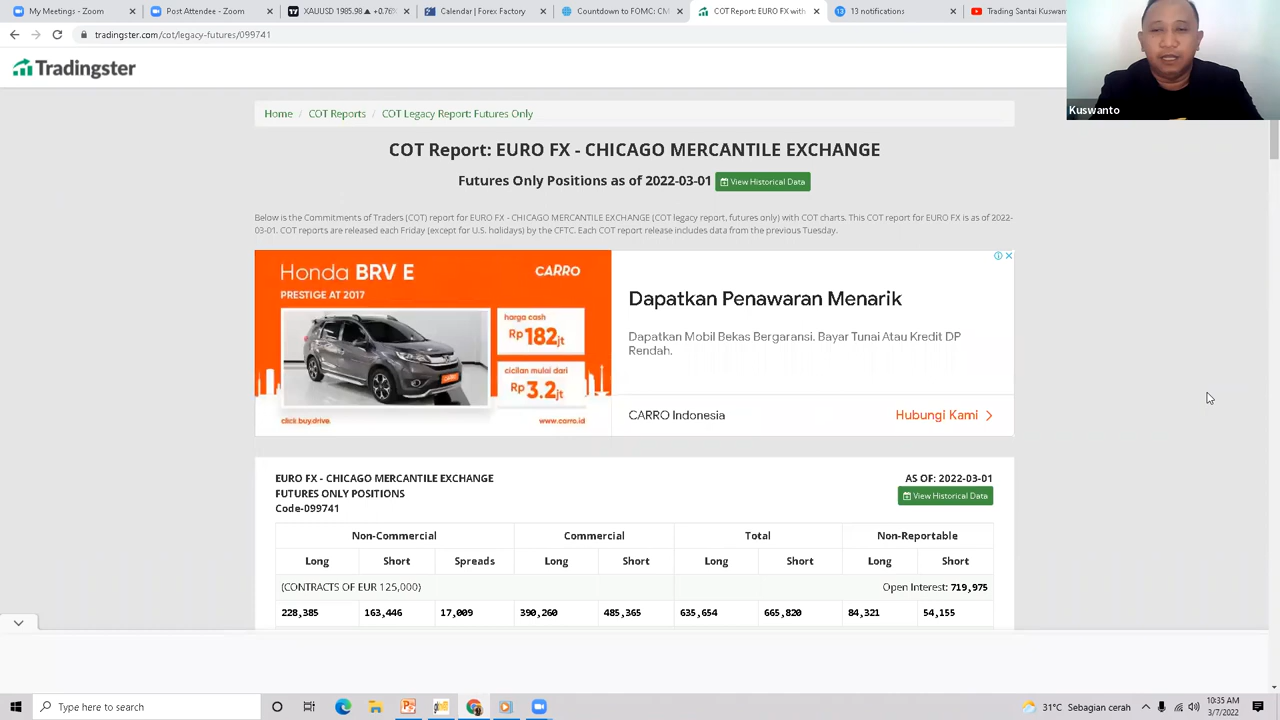 My Meetings - Zoom
Post Attendee - Zoom
XAUUSD 1985.98 ▲ +0.76%
Calendar | Forex Factory
Countdown to FOMC: CM
COT Report: EURO FX with
13 notifications
Trading Santai Kuswan
tradingster.com/cot/legacy-futures/099741
Tradingster
Kuswanto
Home / COT Reports / COT Legacy Report: Futures Only
COT Report: EURO FX - CHICAGO MERCANTILE EXCHANGE
Futures Only Positions as of 2022-03-01 View Historical Data
Below is the Commitments of Traders (COT) report for EURO FX - CHICAGO MERCANTILE EXCHANGE (COT legacy report, futures only) with COT charts. This COT report for EURO FX is as of 2022-
03-01. COT reports are released each Friday (except for U.S. holidays) by the CFTC. Each COT report release includes data from the previous Tuesday.
Honda BRV E
CARRO
PRESTIGE AT 2017
harga cash
Rp 182jt
cicilan mulai dari
Rp 3.2jt
click.buy.drive.
www.carro.id
Dapatkan Penawaran Menarik
Dapatkan Mobil Bekas Bergaransi. Bayar Tunai Atau Kredit DP
Rendah.
CARRO Indonesia
Hubungi Kami
EURO FX - CHICAGO MERCANTILE EXCHANGE
FUTURES ONLY POSITIONS
Code-099741
AS OF: 2022-03-01
View Historical Data
Non-Commercial Commercial Total Non-Reportable
Long Short Spreads Long Short Long Short Long Short
(CONTRACTS OF EUR 125,000) Open Interest: 719,975
228,385 163,446 17,009 390,260 485,365 635,654 665,820 84,321 54,155
Type here to search
31°C Sebagian cerah
10:35 AM
3/7/2022